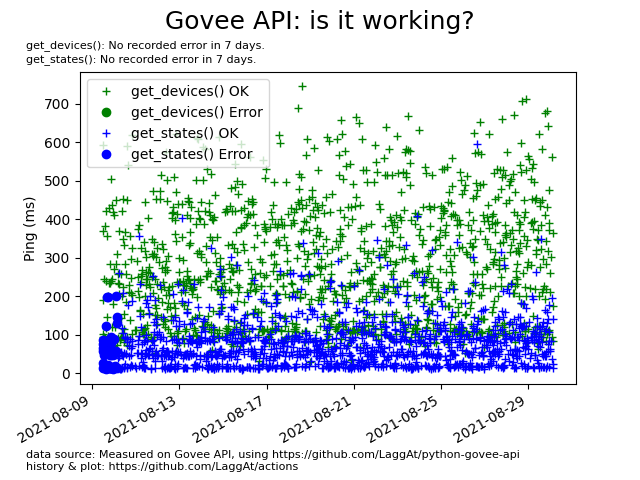 Govee API: is it working?
get_devices(): No recorded error in 7 days.
get_states(): No recorded error in 7 days.
get_devices() OK
get_devices() Error
get_states() OK
get_states() Error
Ping (ms)
700
600
500
400
300
200
100
0
2021-08-09
2021-08-13
2021-08-17
2021-08-21
2021-08-25
2021-08-29
data source: Measured on Govee API, using https://github.com/LaggAt/python-govee-api
history & plot: https://github.com/LaggAt/actions